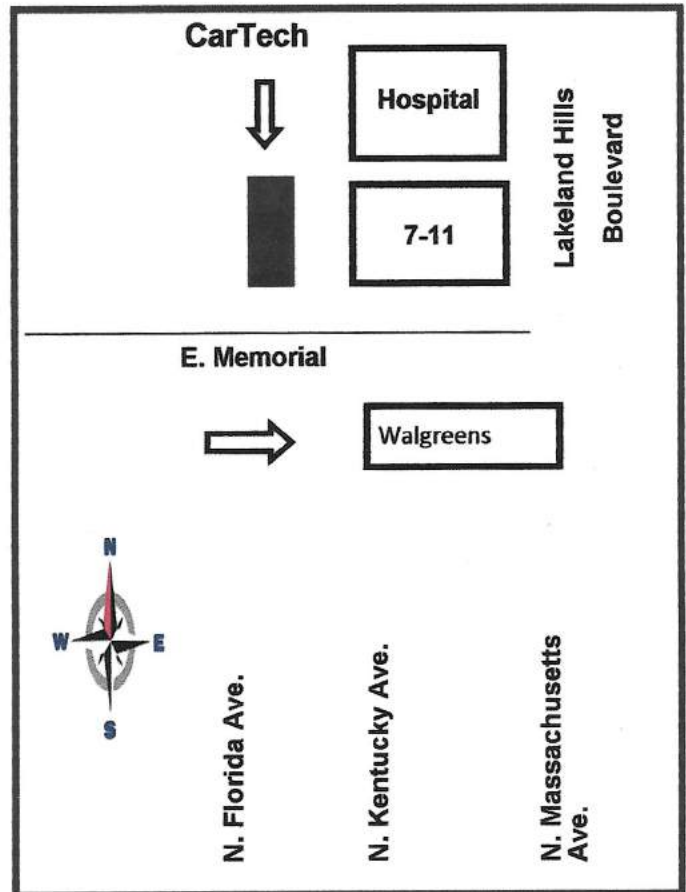 CarTech
Hospital
Lakeland Hills
Boulevard
7-11
E. Memorial
Walgreens
N
W
E
S
N. Florida Ave.
N. Kentucky Ave.
N. Massachusetts
Ave.